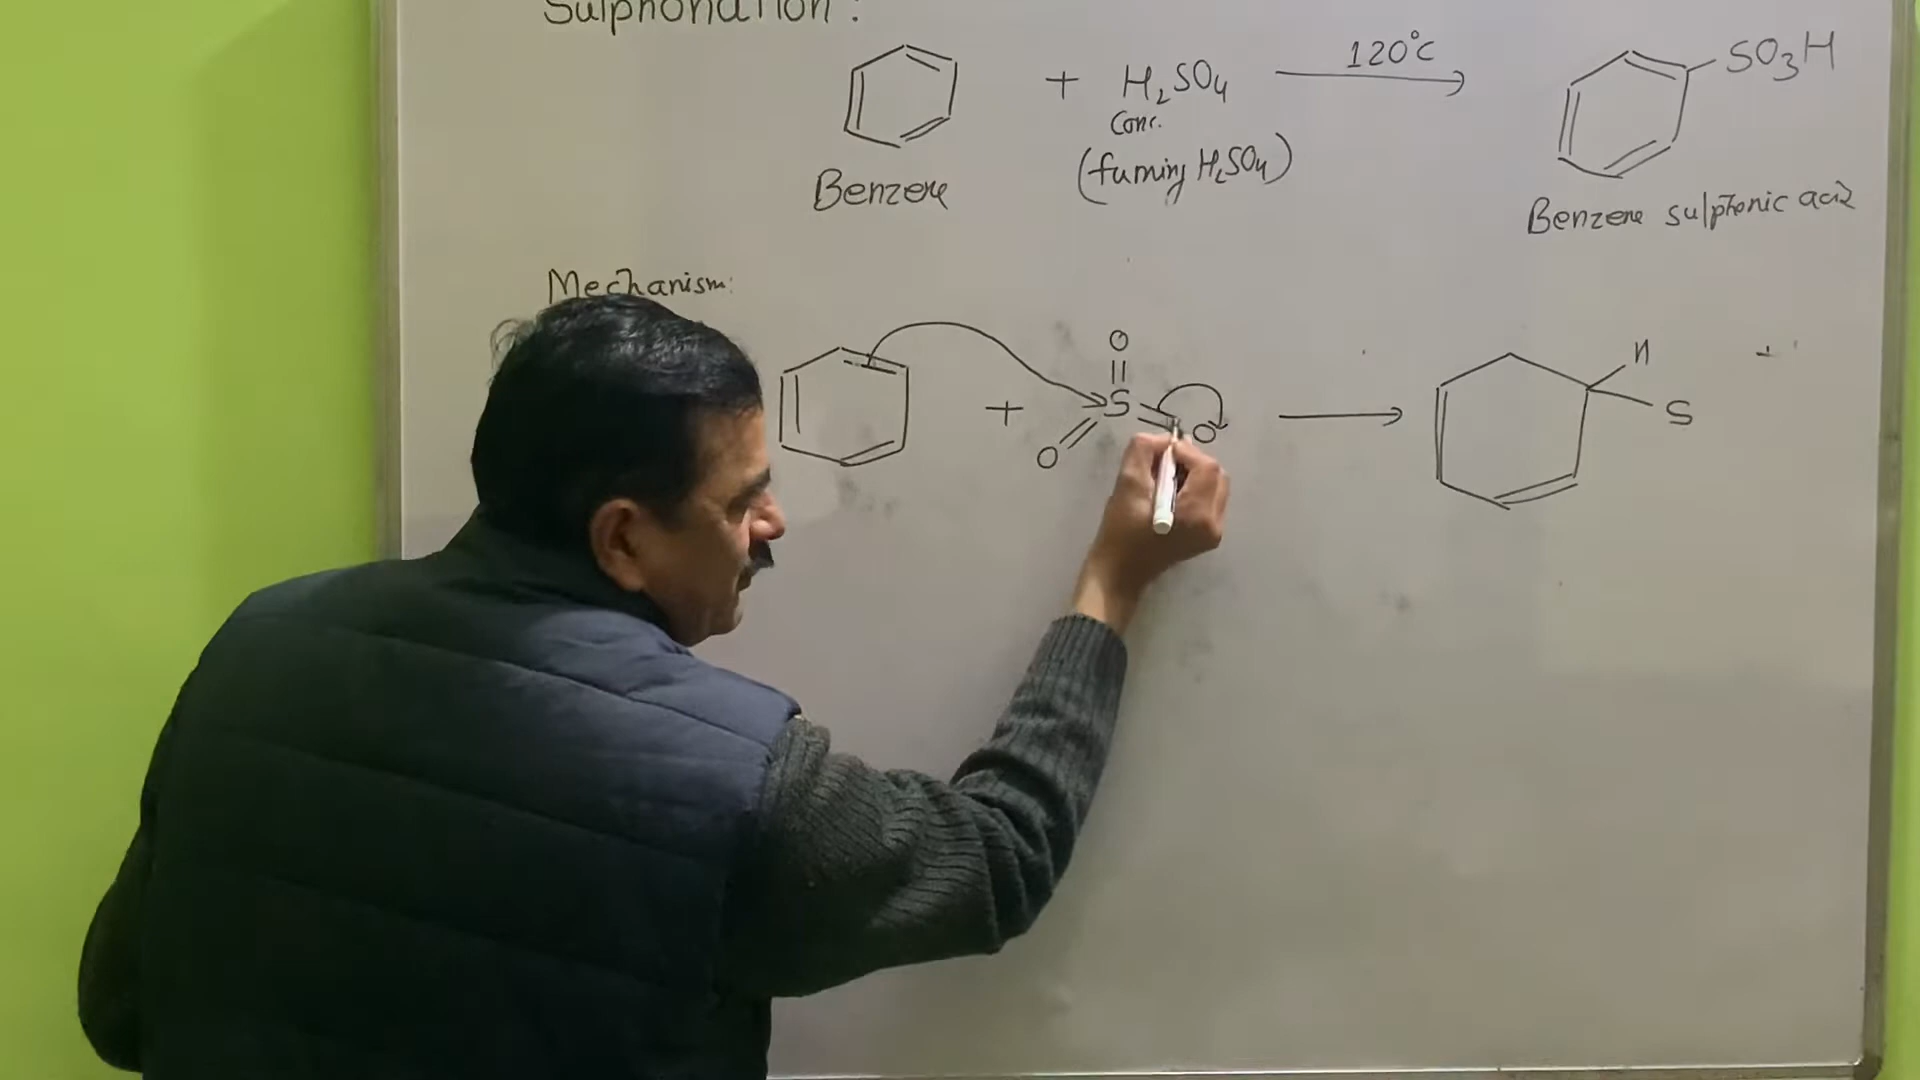 Sulphonation :
+ H2SO4 120°C SO3H
Conc.
(fuming H2SO4)
Benzene
Benzene sulphonic acid
Mechanism:
O
H
+ S O
S
O